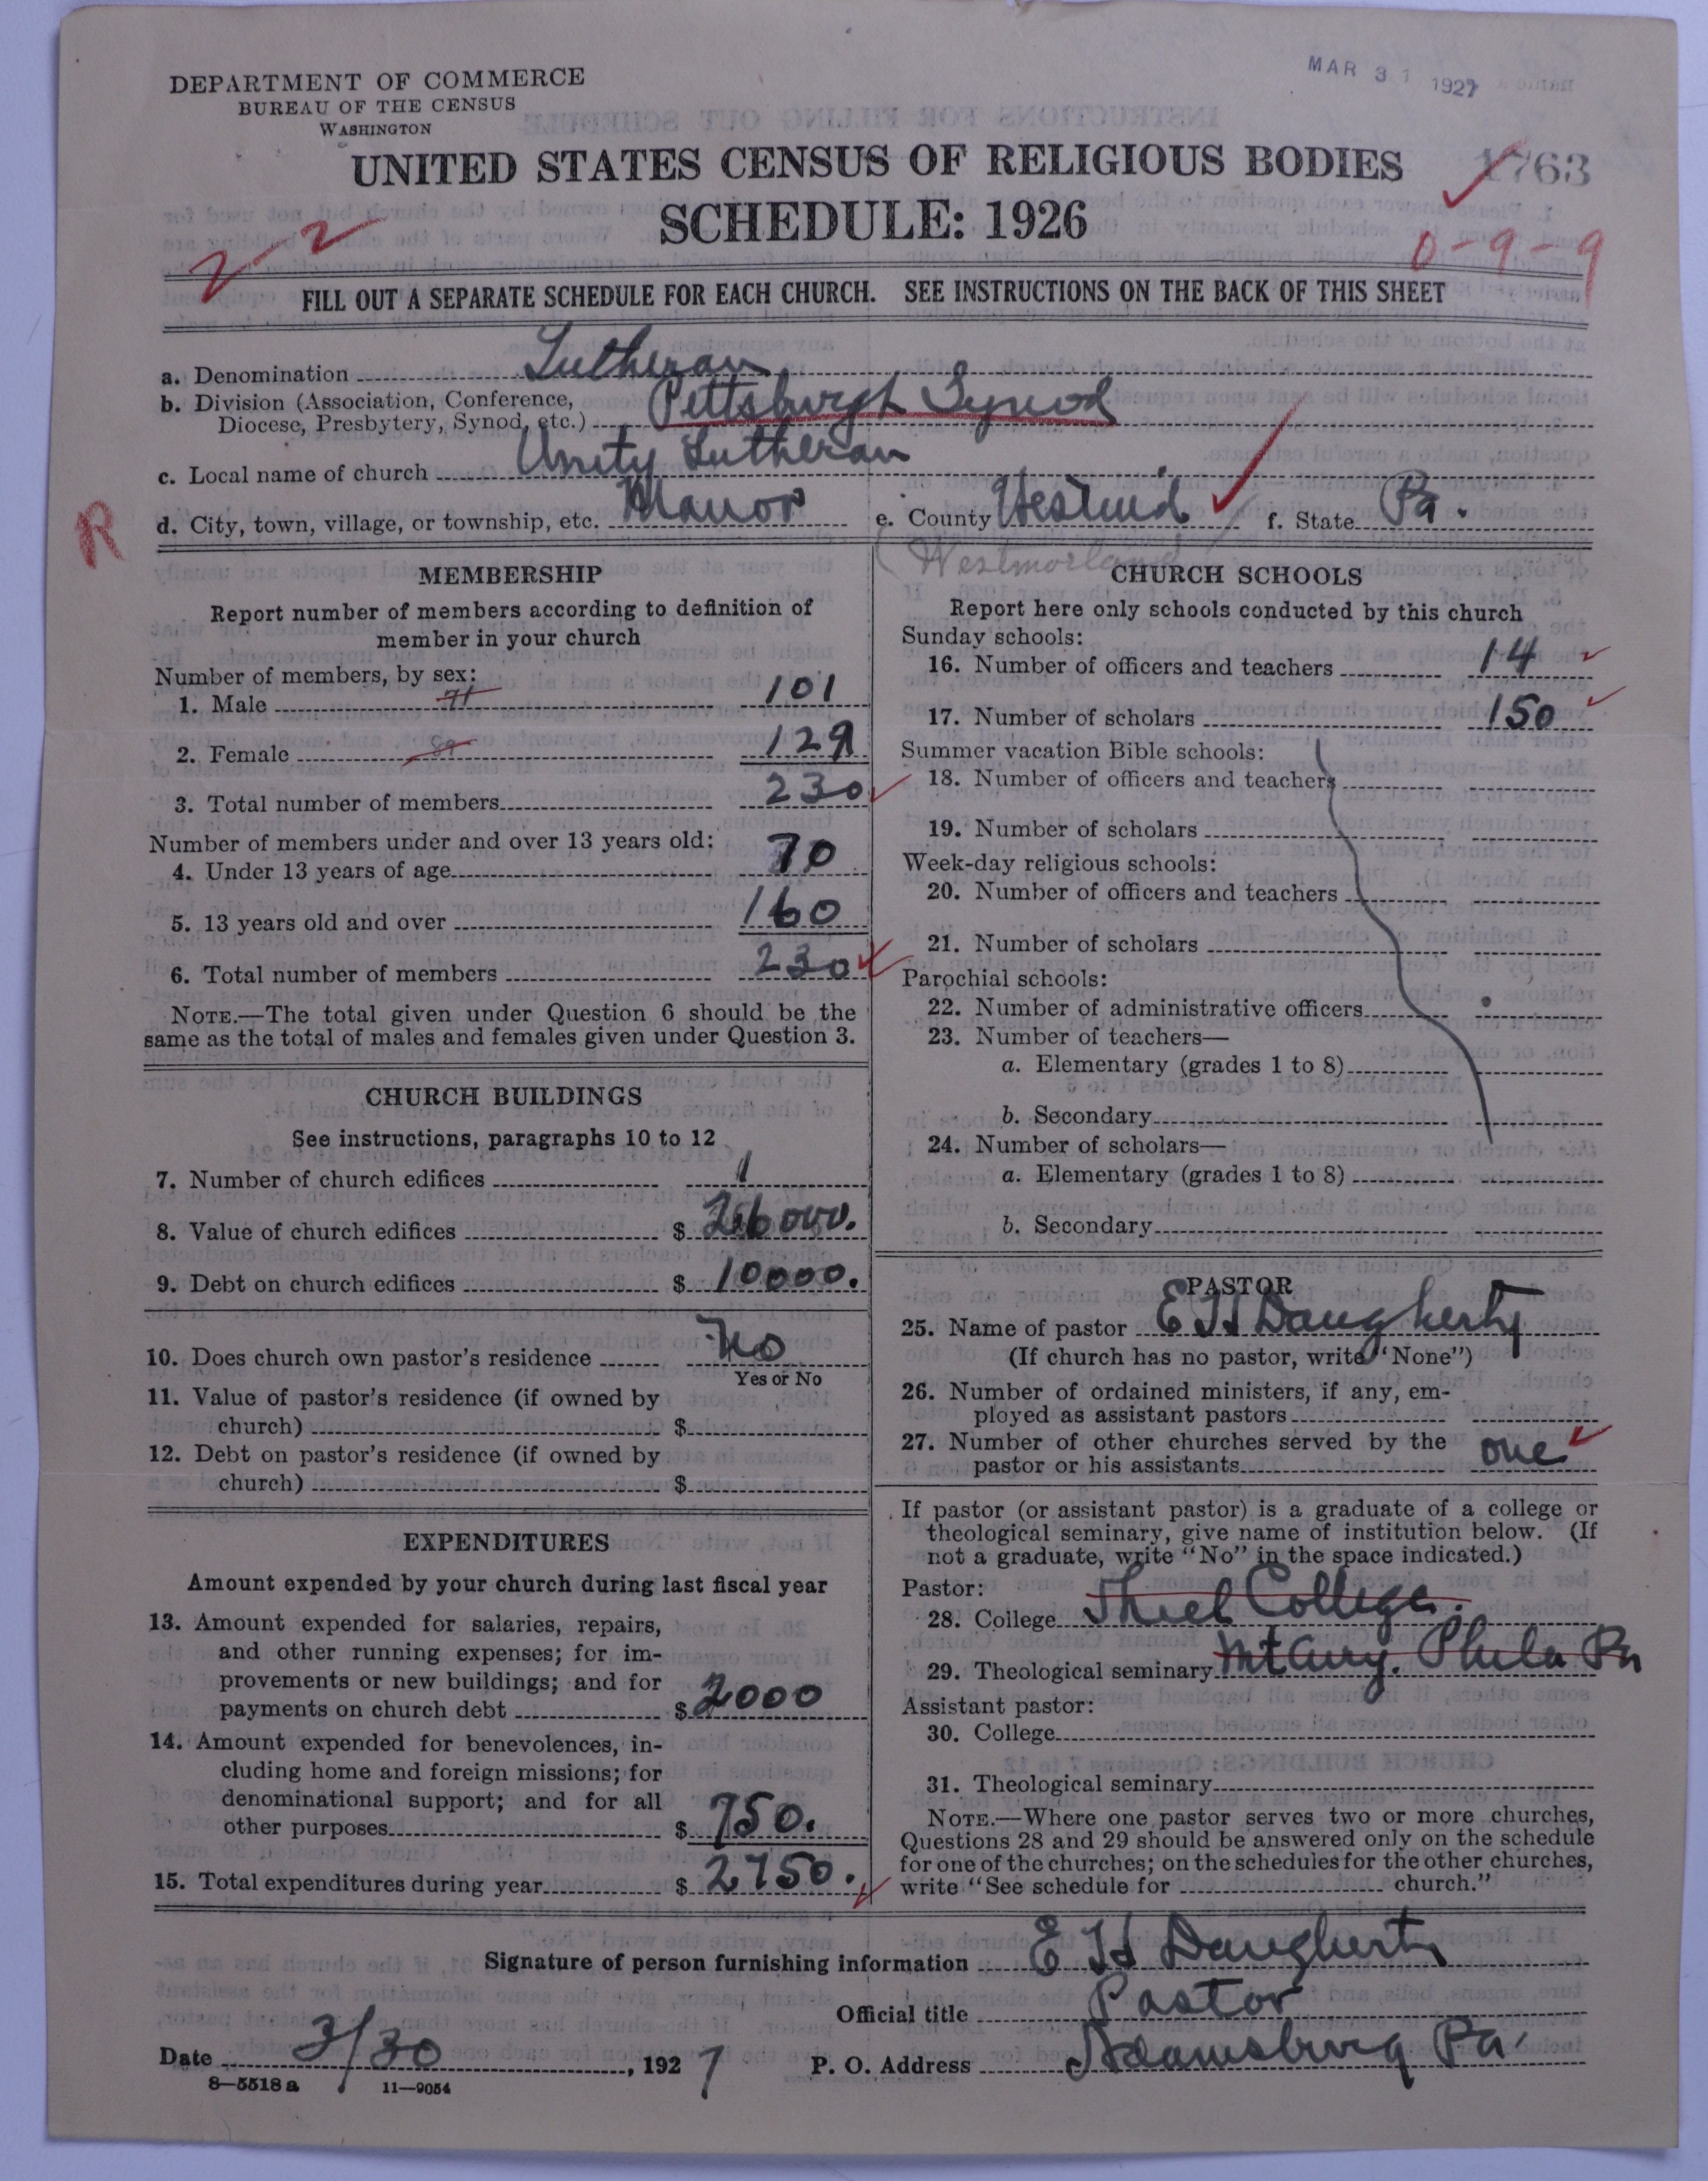 MAR 31 1927
DEPARTMENT OF COMMERCE
BUREAU OF THE CENSUS
WASHINGTON
UNITED STATES CENSUS OF RELIGIOUS BODIES
1763
SCHEDULE: 1926
2-2
0-9-9
FILL OUT A SEPARATE SCHEDULE FOR EACH CHURCH. SEE INSTRUCTIONS ON THE BACK OF THIS SHEET
a. Denomination Lutheran
b. Division (Association, Conference,
Diocese, Presbytery, Synod, etc.) Pittsburgh Synod
c. Local name of church Unity Lutheran
R
d. City, town, village, or township, etc. Manor e. County Westmd f. State Pa.
(Westmorland)
MEMBERSHIP
Report number of members according to definition of
member in your church
Number of members, by sex:
1. Male 71 101
2. Female 129
3. Total number of members 230
Number of members under and over 13 years old:
4. Under 13 years of age 70
5. 13 years old and over 160
6. Total number of members 230
NOTE.—The total given under Question 6 should be the
same as the total of males and females given under Question 3.
CHURCH BUILDINGS
See instructions, paragraphs 10 to 12
7. Number of church edifices 1
8. Value of church edifices $ 26000.
9. Debt on church edifices $ 10000.
10. Does church own pastor's residence No
Yes or No
11. Value of pastor's residence (if owned by
church) $
12. Debt on pastor's residence (if owned by
church) $
EXPENDITURES
Amount expended by your church during last fiscal year
13. Amount expended for salaries, repairs,
and other running expenses; for im-
provements or new buildings; and for
payments on church debt $ 2000
14. Amount expended for benevolences, in-
cluding home and foreign missions; for
denominational support; and for all
other purposes $ 750.
15. Total expenditures during year $ 2750.
CHURCH SCHOOLS
Report here only schools conducted by this church
Sunday schools:
16. Number of officers and teachers 14
17. Number of scholars 150
Summer vacation Bible schools:
18. Number of officers and teachers
19. Number of scholars
Week-day religious schools:
20. Number of officers and teachers
21. Number of scholars
Parochial schools:
22. Number of administrative officers
23. Number of teachers—
a. Elementary (grades 1 to 8)
b. Secondary
24. Number of scholars—
a. Elementary (grades 1 to 8)
b. Secondary
PASTOR
25. Name of pastor E H Daugherty
(If church has no pastor, write "None")
26. Number of ordained ministers, if any, em-
ployed as assistant pastors
27. Number of other churches served by the
pastor or his assistants one
If pastor (or assistant pastor) is a graduate of a college or
theological seminary, give name of institution below. (If
not a graduate, write "No" in the space indicated.)
Pastor:
28. College Thiel College.
29. Theological seminary Mt Airy. Phila Pa
Assistant pastor:
30. College
31. Theological seminary
NOTE.—Where one pastor serves two or more churches,
Questions 28 and 29 should be answered only on the schedule
for one of the churches; on the schedules for the other churches,
write "See schedule for church."
Signature of person furnishing information E H Daugherty
Official title Pastor
Date 3/30, 1927 P. O. Address Adamsburg Pa
8—5518 a 11—9054